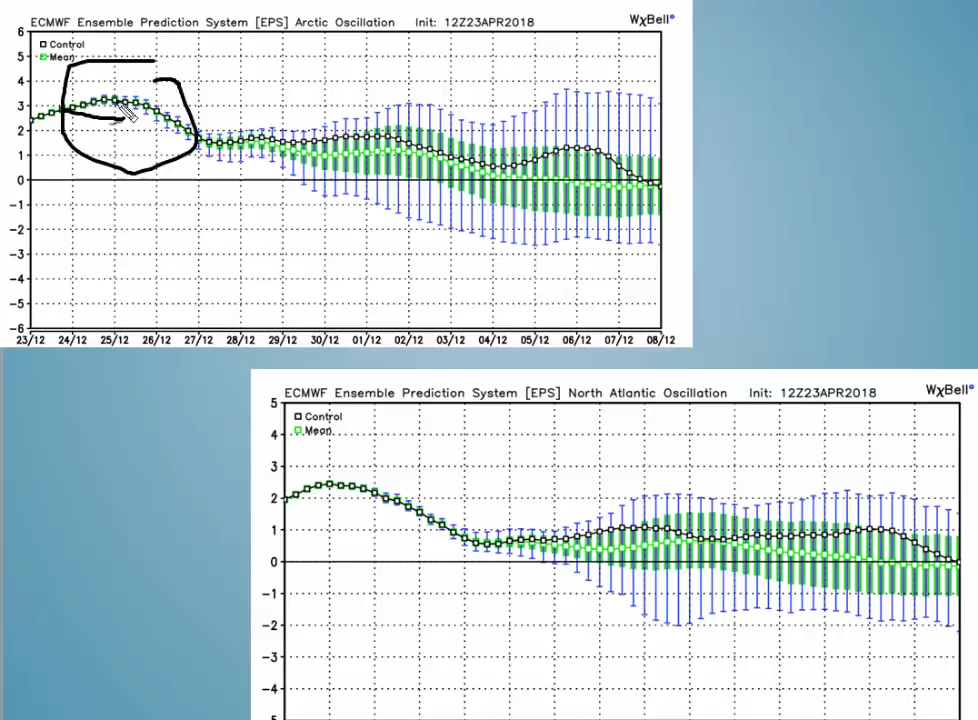 ECMWF Ensemble Prediction System [EPS] Arctic Oscillation Init: 12Z23APR2018
WxBell
Control
Mean
6
5
4
3
2
1
0
-1
-2
-3
-4
-5
-6
23/12 24/12 25/12 26/12 27/12 28/12 29/12 30/12 01/12 02/12 03/12 04/12 05/12 06/12 07/12 08/12
ECMWF Ensemble Prediction System [EPS] North Atlantic Oscillation Init: 12Z23APR2018
WxBell
Control
Mean
5
4
3
2
1
0
-1
-2
-3
-4